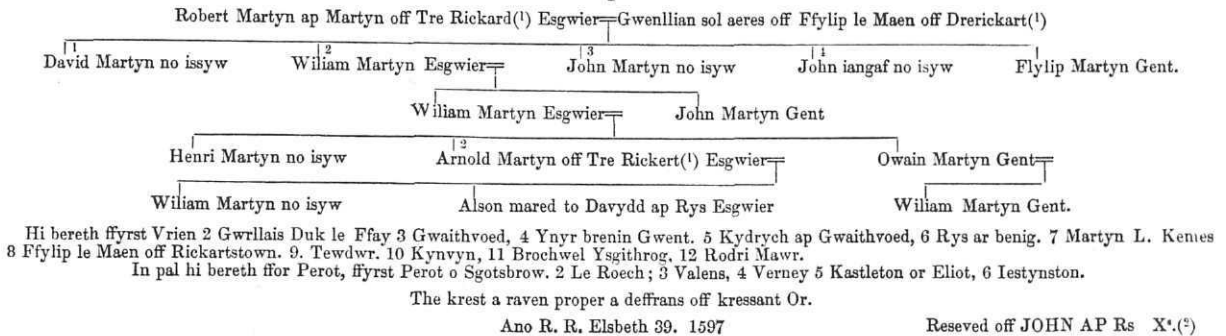 Robert Martyn ap Martyn off Tre Rickard(¹) Esgwier=Gwenllian sol aeres off Ffylip le Maen off Drerickart(¹)
1 2 3 4
David Martyn no issyw Wiliam Martyn Esgwier= John Martyn no isyw John iangaf no isyw Flylip Martyn Gent.
Wiliam Martyn Esgwier= John Martyn Gent
2
Henri Martyn no isyw Arnold Martyn off Tre Rickert(¹) Esgwier= Owain Martyn Gent=
Wiliam Martyn no isyw Alson mared to Davydd ap Rys Esgwier Wiliam Martyn Gent.
Hi bereth ffyrst Vrien 2 Gwrllais Duk le Ffay 3 Gwaithvoed, 4 Ynyr brenin Gwent. 5 Kydrych ap Gwaithvoed, 6 Rys ar benig. 7 Martyn L. Kemes
8 Ffylip le Maen off Rickartstown. 9. Tewdwr. 10 Kynvyn, 11 Brochwel Ysgithrog. 12 Rodri Mawr.
In pal hi bereth ffor Perot, ffyrst Perot o Sgotsbrow. 2 Le Roech; 3 Valens, 4 Verney 5 Kastleton or Eliot, 6 Iestynston.
The krest a raven proper a deffrans off kressant Or.
Ano R. R. Elsbeth 39. 1597 Reseved off JOHN AP Rs Xˢ.(²)